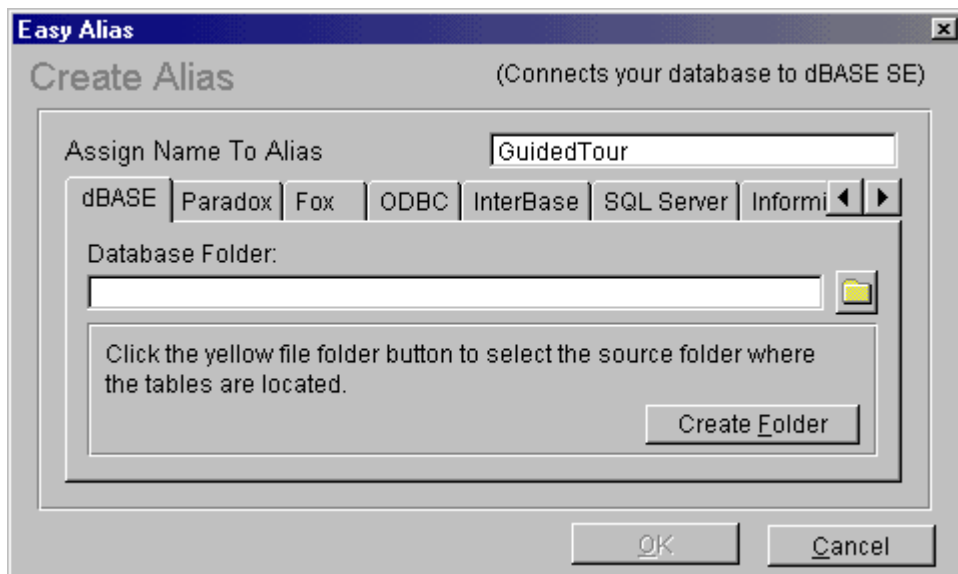 Easy Alias
Create Alias
(Connects your database to dBASE SE)
Assign Name To Alias
GuidedTour
dBASE Paradox Fox ODBC InterBase SQL Server Informi
Database Folder:
Click the yellow file folder button to select the source folder where
the tables are located.
Create Folder
OK
Cancel